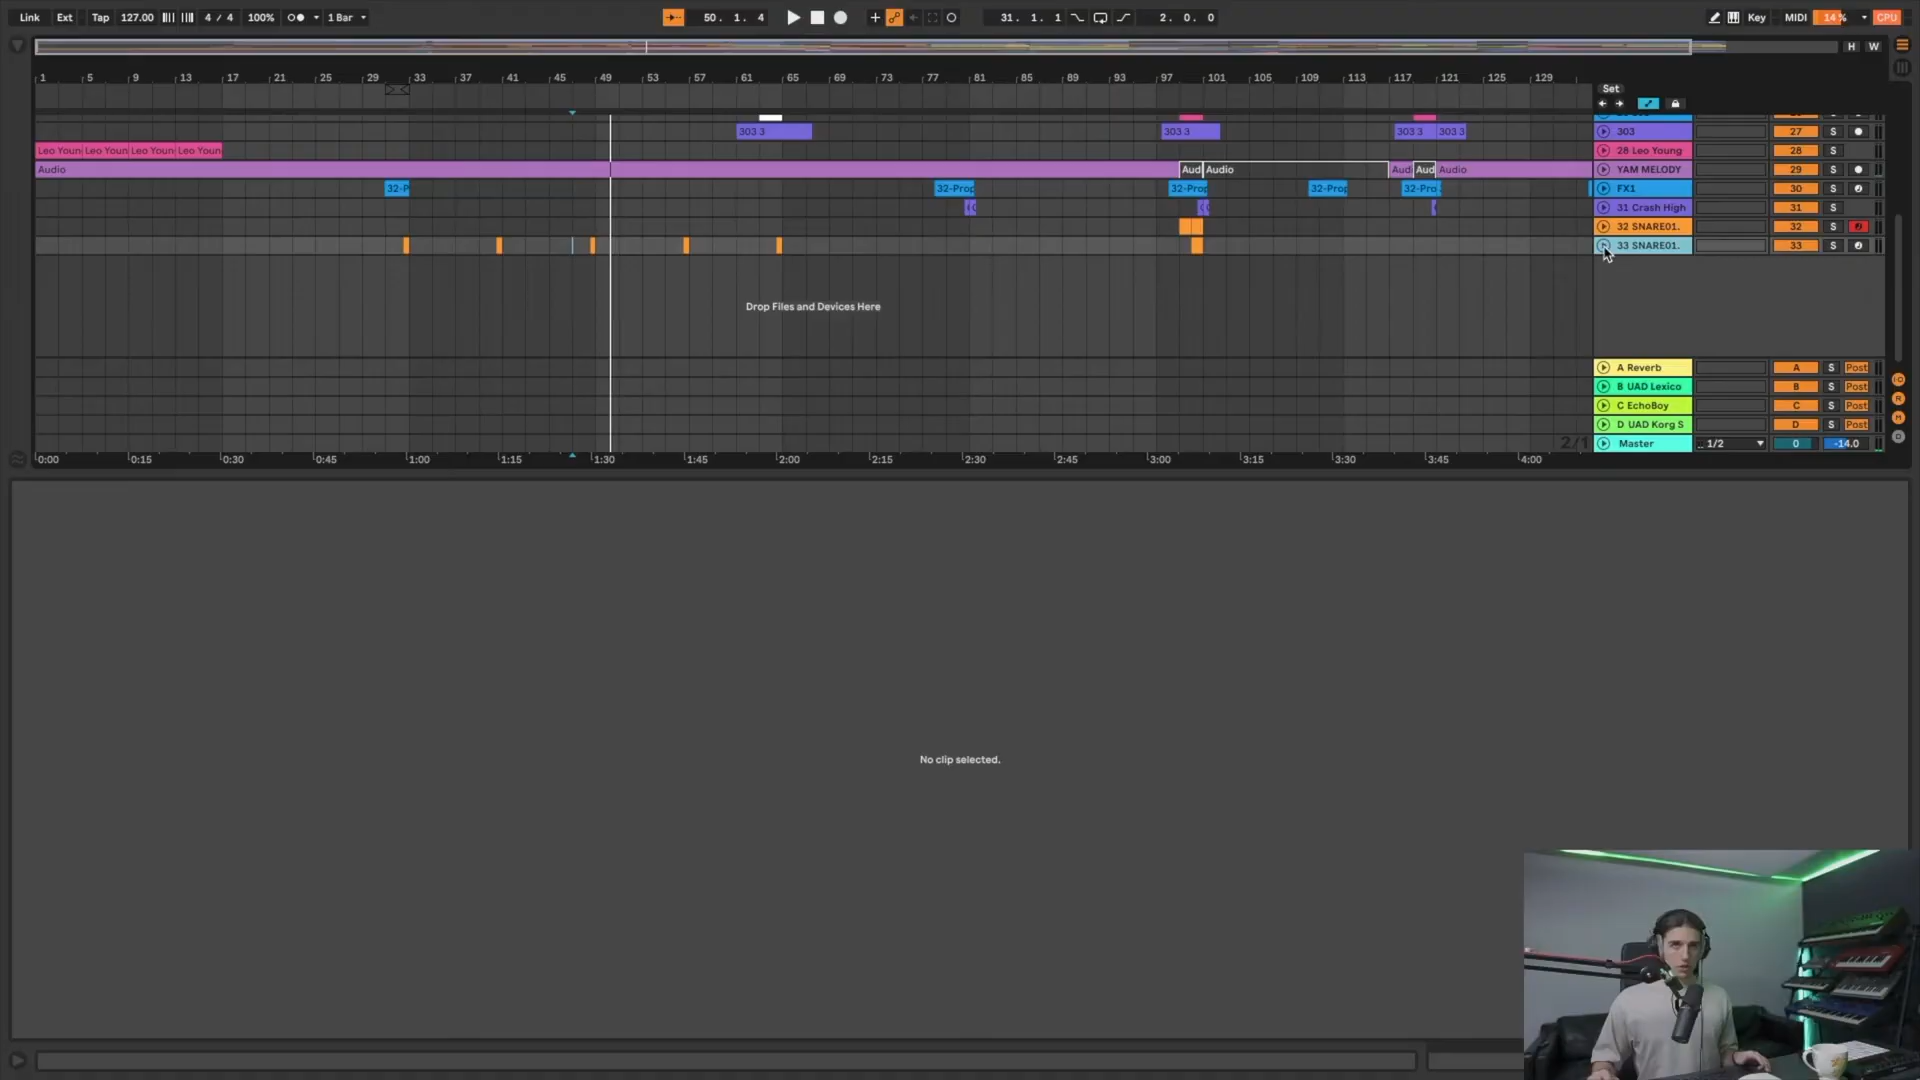 Link Ext Tap 127.00 4 / 4 100% 1 Bar 50. 1. 4 31. 1. 1 2. 0. 0 Key MIDI 14 % CPU
H W
1 5 9 13 17 21 25 29 33 37 41 45 49 53 57 61 65 69 73 77 81 85 89 93 97 101 105 109 113 117 121 125 129
Set
303 3 303 3 303 3 303 3 303 27 S
Leo Youn Leo Youn Leo Youn Leo Youn 28 Leo Young 28 S
Audio Aud Audio Audi Aud Audio YAM MELODY 29 S
32-P 32-Prop 32-Prop 32-Prop 32-Pro FX1 30 S
31 Crash High 31 S
32 SNARE01. 32 S
33 SNARE01. 33 S
Drop Files and Devices Here
A Reverb A S Post
B UAD Lexico B S Post
C EchoBoy C S Post
D UAD Korg S D S Post
2/1 Master 1/2 0 -14.0
0:00 0:15 0:30 0:45 1:00 1:15 1:30 1:45 2:00 2:15 2:30 2:45 3:00 3:15 3:30 3:45 4:00
No clip selected.